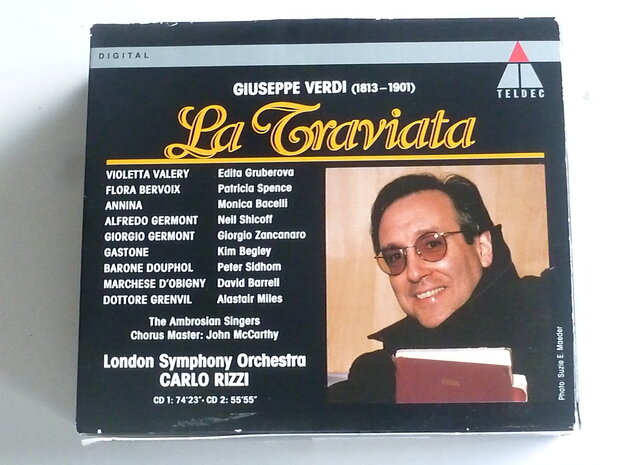 DIGITAL
TELDEC
GIUSEPPE VERDI (1813–1901)
La Traviata
VIOLETTA VALERY Edita Gruberova
FLORA BERVOIX Patricia Spence
ANNINA Monica Bacelli
ALFREDO GERMONT Neil Shicoff
GIORGIO GERMONT Giorgio Zancanaro
GASTONE Kim Begley
BARONE DOUPHOL Peter Sidhom
MARCHESE D'OBIGNY David Barrell
DOTTORE GRENVIL Alastair Miles
The Ambrosian Singers
Chorus Master: John McCarthy
London Symphony Orchestra
CARLO RIZZI
CD 1: 74'23"· CD 2: 55'55"
Photo: Suzie E. Maeder